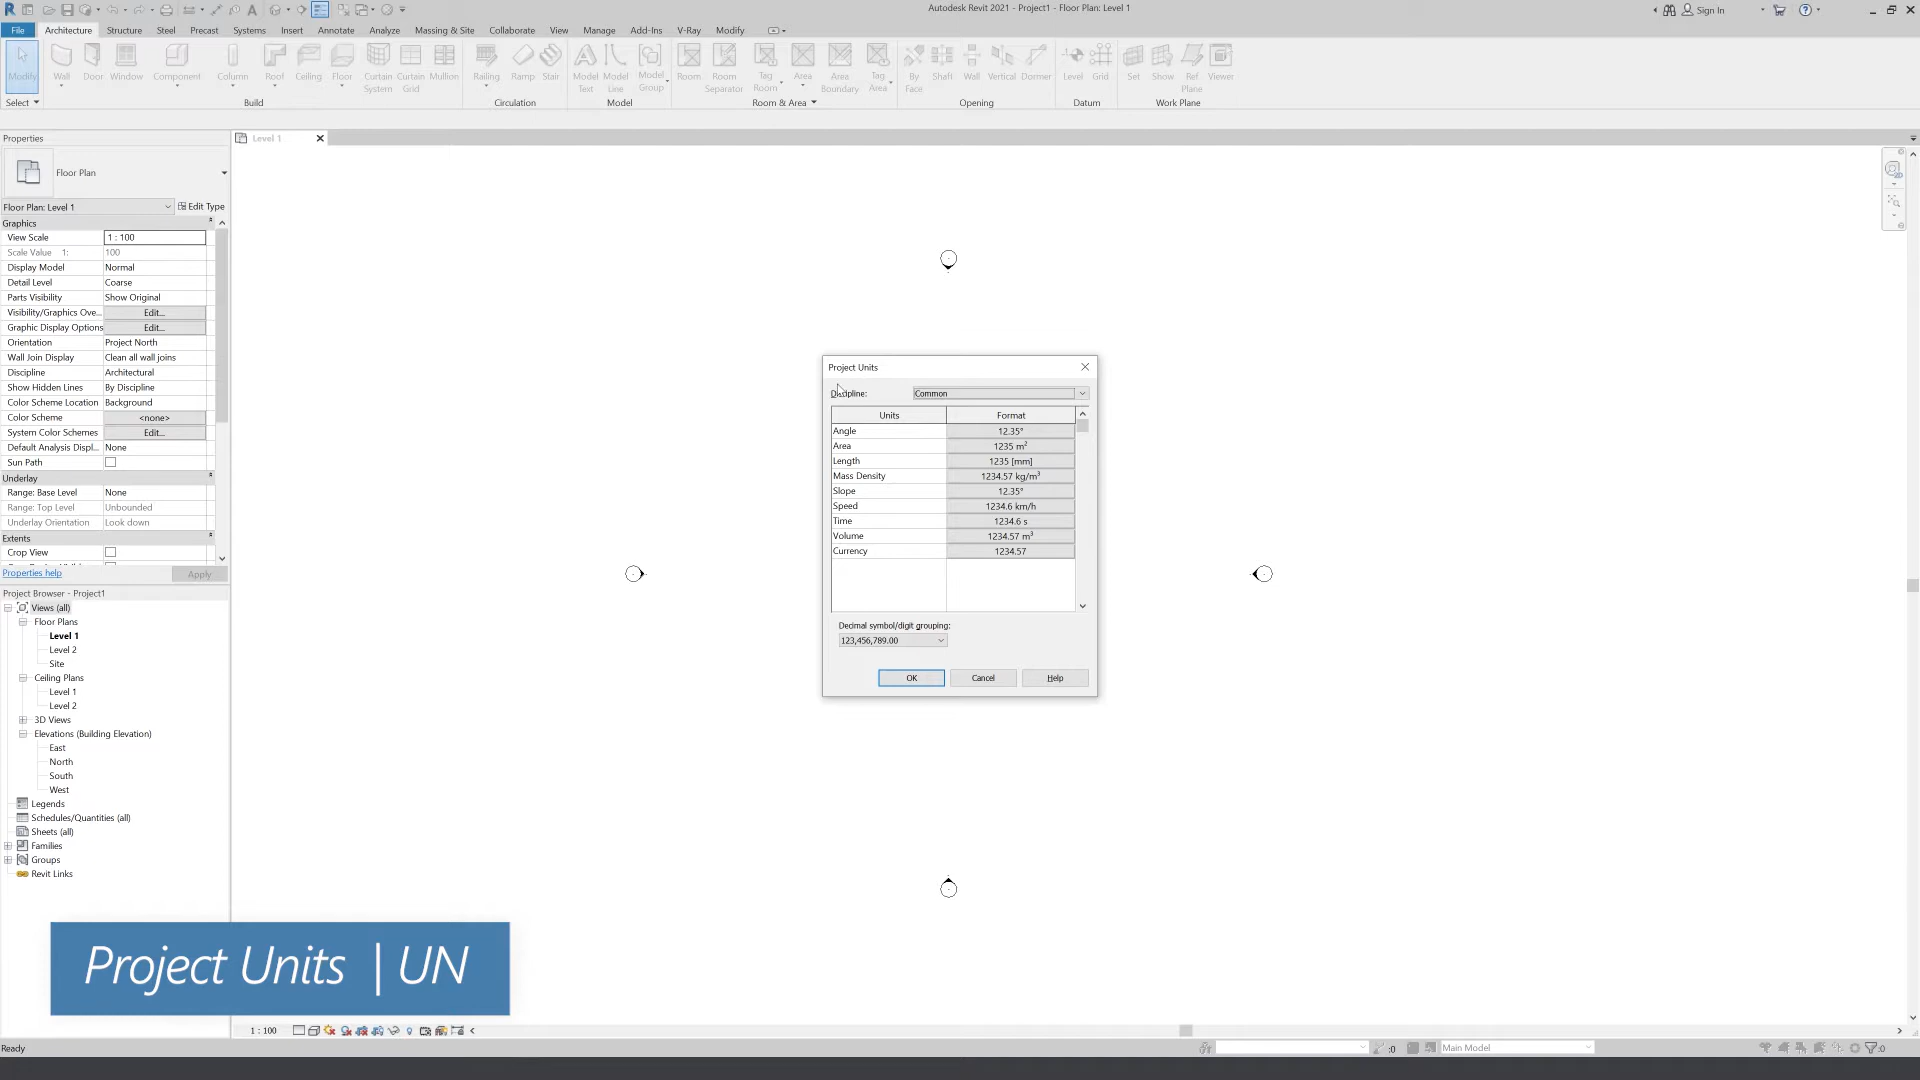 Autodesk Revit 2021 - Project1 - Floor Plan: Level 1
Sign In
File Architecture Structure Steel Precast Systems Insert Annotate Analyze Massing & Site Collaborate View Manage Add-Ins V-Ray Modify
Modify Wall Door Window Component Column Roof Ceiling Floor Curtain System Curtain Grid Mullion Railing Ramp Stair Model Text Model Line Model Group Room Room Separator Tag Room Area Area Boundary Tag Area By Face Shaft Wall Vertical Dormer Level Grid Set Show Ref Plane Viewer
Select Build Circulation Model Room & Area Opening Datum Work Plane
Properties
Level 1
Floor Plan
Floor Plan: Level 1 Edit Type
Graphics
View Scale 1 : 100
Scale Value 1: 100
Display Model Normal
Detail Level Coarse
Parts Visibility Show Original
Visibility/Graphics Ove... Edit...
Graphic Display Options Edit...
Orientation Project North
Wall Join Display Clean all wall joins
Discipline Architectural
Show Hidden Lines By Discipline
Color Scheme Location Background
Color Scheme <none>
System Color Schemes Edit...
Default Analysis Displ... None
Sun Path
Underlay
Range: Base Level None
Range: Top Level Unbounded
Underlay Orientation Look down
Extents
Crop View
Properties help Apply
Project Browser - Project1
Views (all)
Floor Plans
Level 1
Level 2
Site
Ceiling Plans
Level 1
Level 2
3D Views
Elevations (Building Elevation)
East
North
South
West
Legends
Schedules/Quantities (all)
Sheets (all)
Families
Groups
Revit Links
Project Units
Discipline: Common
Units Format
Angle 12.35°
Area 1235 m²
Length 1235 [mm]
Mass Density 1234.57 kg/m³
Slope 12.35°
Speed 1234.6 km/h
Time 1234.6 s
Volume 1234.57 m³
Currency 1234.57
Decimal symbol/digit grouping:
123,456,789.00
OK Cancel Help
Project Units | UN
1 : 100
Ready
:0 Main Model :0